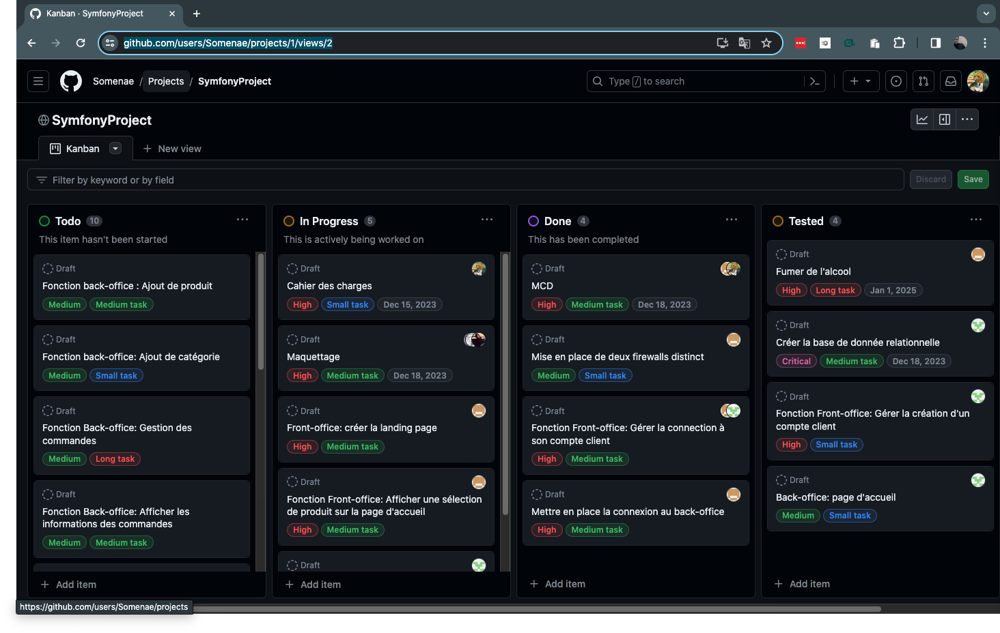 Kanban · SymfonyProject
github.com/users/Somenae/projects/1/views/2
Somenae / Projects / SymfonyProject
Type / to search
SymfonyProject
Kanban
New view
Filter by keyword or by field
Discard
Save
Todo 10
This item hasn't been started
Draft
Fonction back-office : Ajout de produit
Medium Medium task
Draft
Fonction back-office: Ajout de catégorie
Medium Small task
Draft
Fonction Back-office: Gestion des
commandes
Medium Long task
Draft
Fonction Back-office: Afficher les
informations des commandes
Medium Medium task
Add item
In Progress 5
This is actively being worked on
Draft
Cahier des charges
High Small task Dec 15, 2023
Draft
Maquettage
High Medium task Dec 18, 2023
Draft
Front-office: créer la landing page
High Medium task
Draft
Fonction Front-office: Afficher une sélection
de produit sur la page d'accueil
High Medium task
Draft
Add item
Done 4
This has been completed
Draft
MCD
High Medium task Dec 18, 2023
Draft
Mise en place de deux firewalls distinct
Medium Small task
Draft
Fonction Front-office: Gérer la connection à
son compte client
High Medium task
Draft
Mettre en place la connexion au back-office
High Medium task
Add item
Tested 4
Draft
Fumer de l'alcool
High Long task Jan 1, 2025
Draft
Créer la base de donnée relationnelle
Critical Medium task Dec 18, 2023
Draft
Fonction Front-office: Gérer la création d'un
compte client
High Small task
Draft
Back-office: page d'accueil
Medium Small task
Add item
https://github.com/users/Somenae/projects